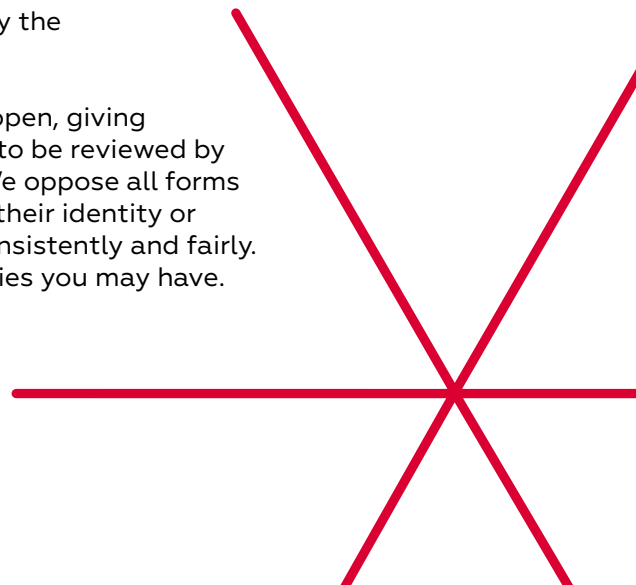 y the
open, giving
to be reviewed by
e oppose all forms
their identity or
nsistently and fairly.
ies you may have.